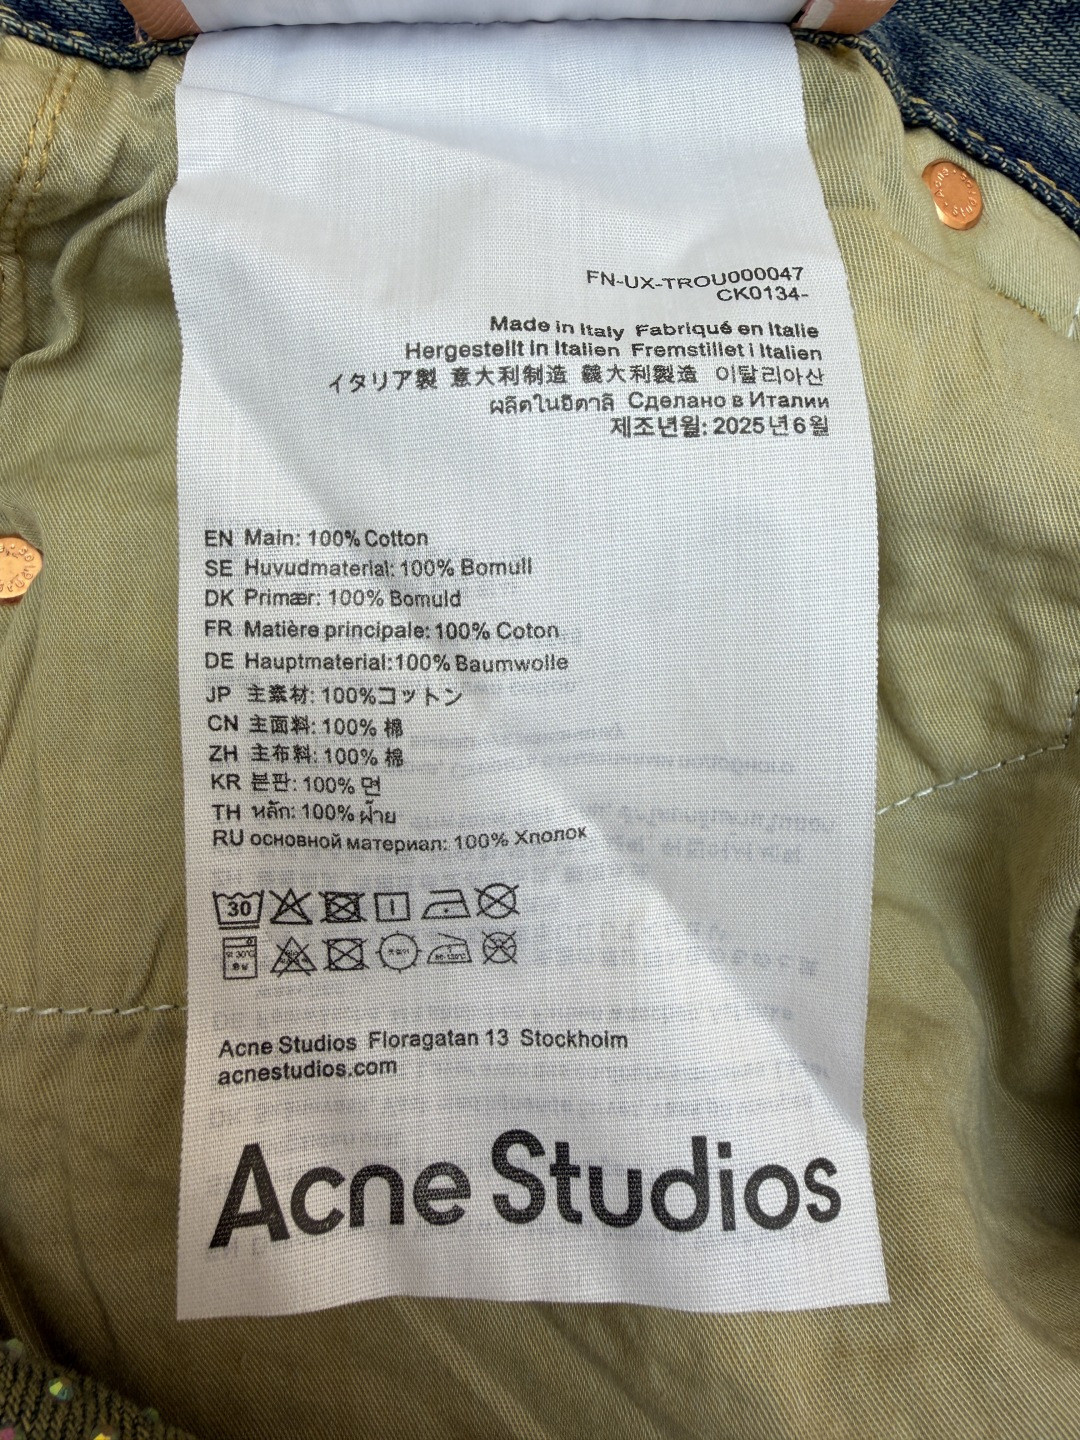 FN-UX-TROU000047
CK0134-
Made in Italy Fabriqué en Italie
Hergestellt in Italien Fremstillet i Italien
イタリア製 意大利制造 義大利製造 이탈리아산
ผลิตในอิตาลี Сделано в Италии
제조년월: 2025년 6월
EN Main: 100% Cotton
SE Huvudmaterial: 100% Bomull
DK Primær: 100% Bomuld
FR Matière principale: 100% Coton
DE Hauptmaterial: 100% Baumwolle
JP 主素材: 100%コットン
CN 主面料: 100% 棉
ZH 主布料: 100% 棉
KR 본판: 100% 면
TH หลัก: 100% ฝ้าย
RU основной материал: 100% Хлопок
30
Acne Studios Floragatan 13 Stockholm
acnestudios.com
Acne Studios